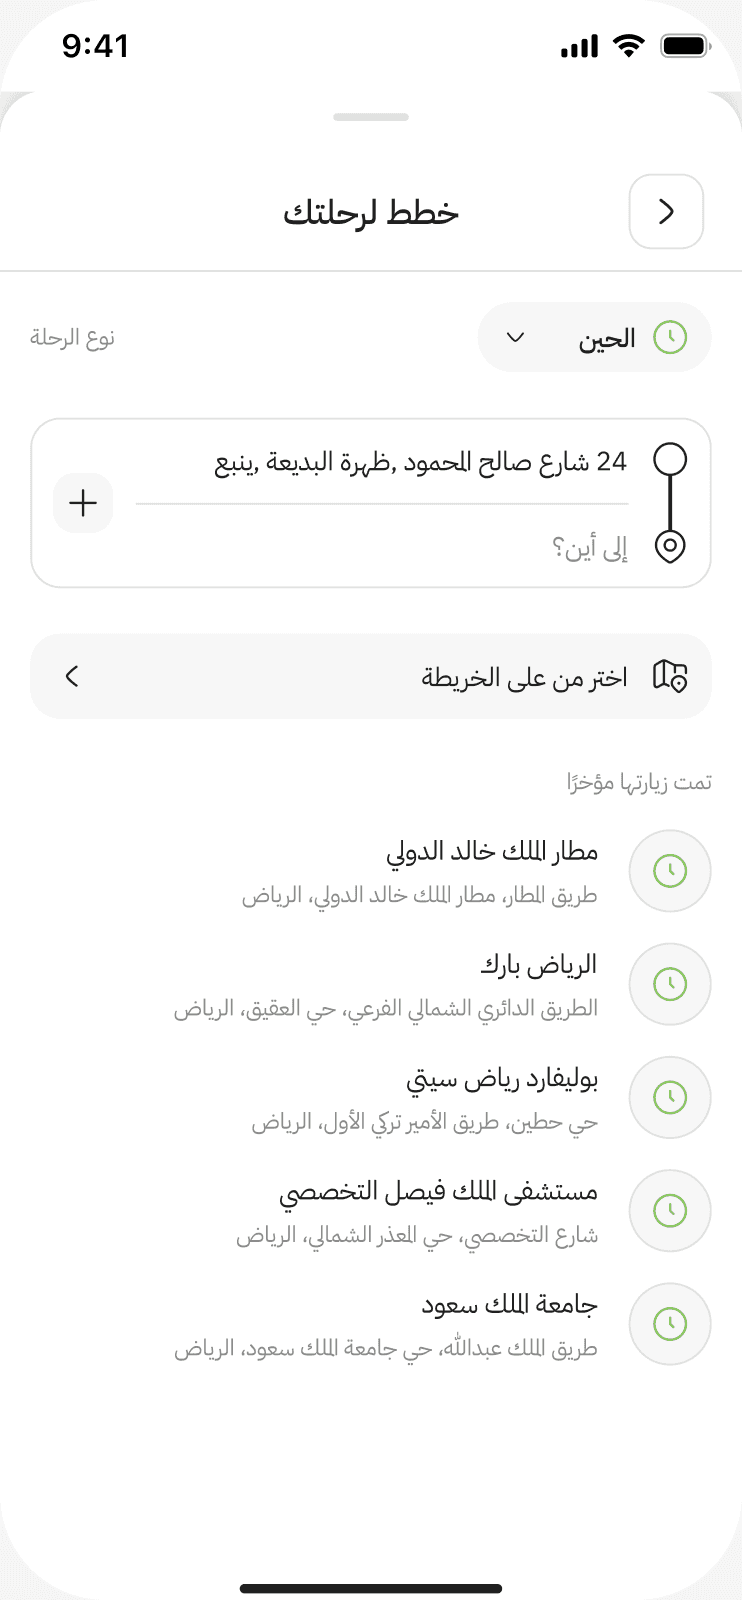 9:41
خطط لرحلتك
الحين
نوع الرحلة
24 شارع صالح المحمود ,ظهرة البديعة ,ينبع
إلى أين؟
اختر من على الخريطة
تمت زيارتها مؤخرًا
مطار الملك خالد الدولي
طريق المطار، مطار الملك خالد الدولي، الرياض
الرياض بارك
الطريق الدائري الشمالي الفرعي، حي العقيق، الرياض
بوليفارد رياض سيتي
حي حطين، طريق الأمير تركي الأول، الرياض
مستشفى الملك فيصل التخصصي
شارع التخصصي، حي المعذر الشمالي، الرياض
جامعة الملك سعود
طريق الملك عبدالله، حي جامعة الملك سعود، الرياض